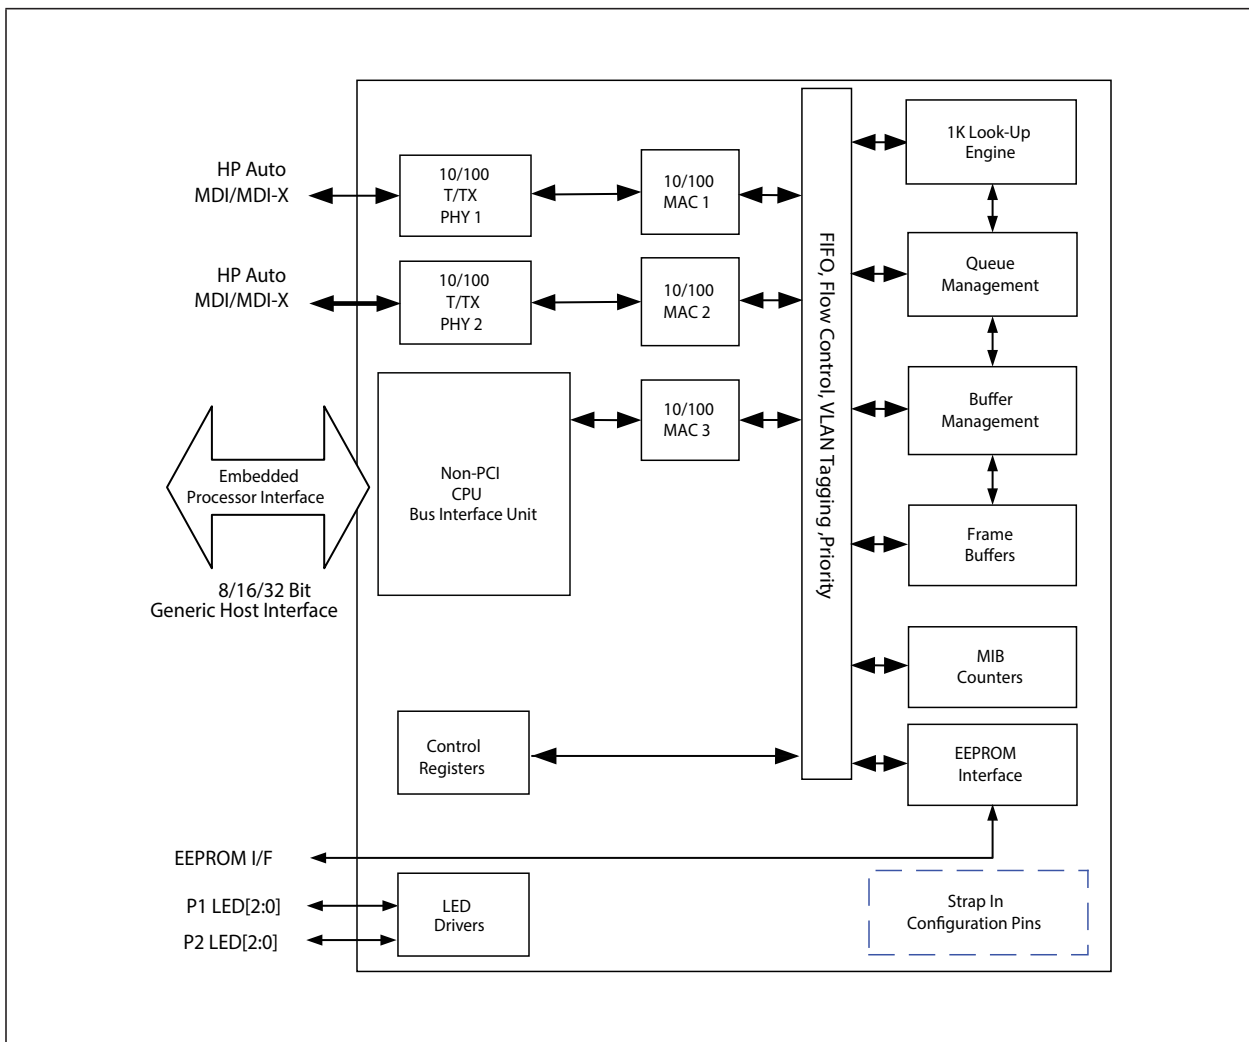 HP Auto
MDI/MDI-X
10/100
T/TX
PHY 1
10/100
MAC 1
HP Auto
MDI/MDI-X
10/100
T/TX
PHY 2
10/100
MAC 2
Embedded
Processor Interface
8/16/32 Bit
Generic Host Interface
Non-PCI
CPU
Bus Interface Unit
10/100
MAC 3
FIFO, Flow Control, VLAN Tagging ,Priority
1K Look-Up
Engine
Queue
Management
Buffer
Management
Frame
Buffers
MIB
Counters
EEPROM
Interface
Control
Registers
EEPROM I/F
P1 LED[2:0]
P2 LED[2:0]
LED
Drivers
Strap In
Configuration Pins